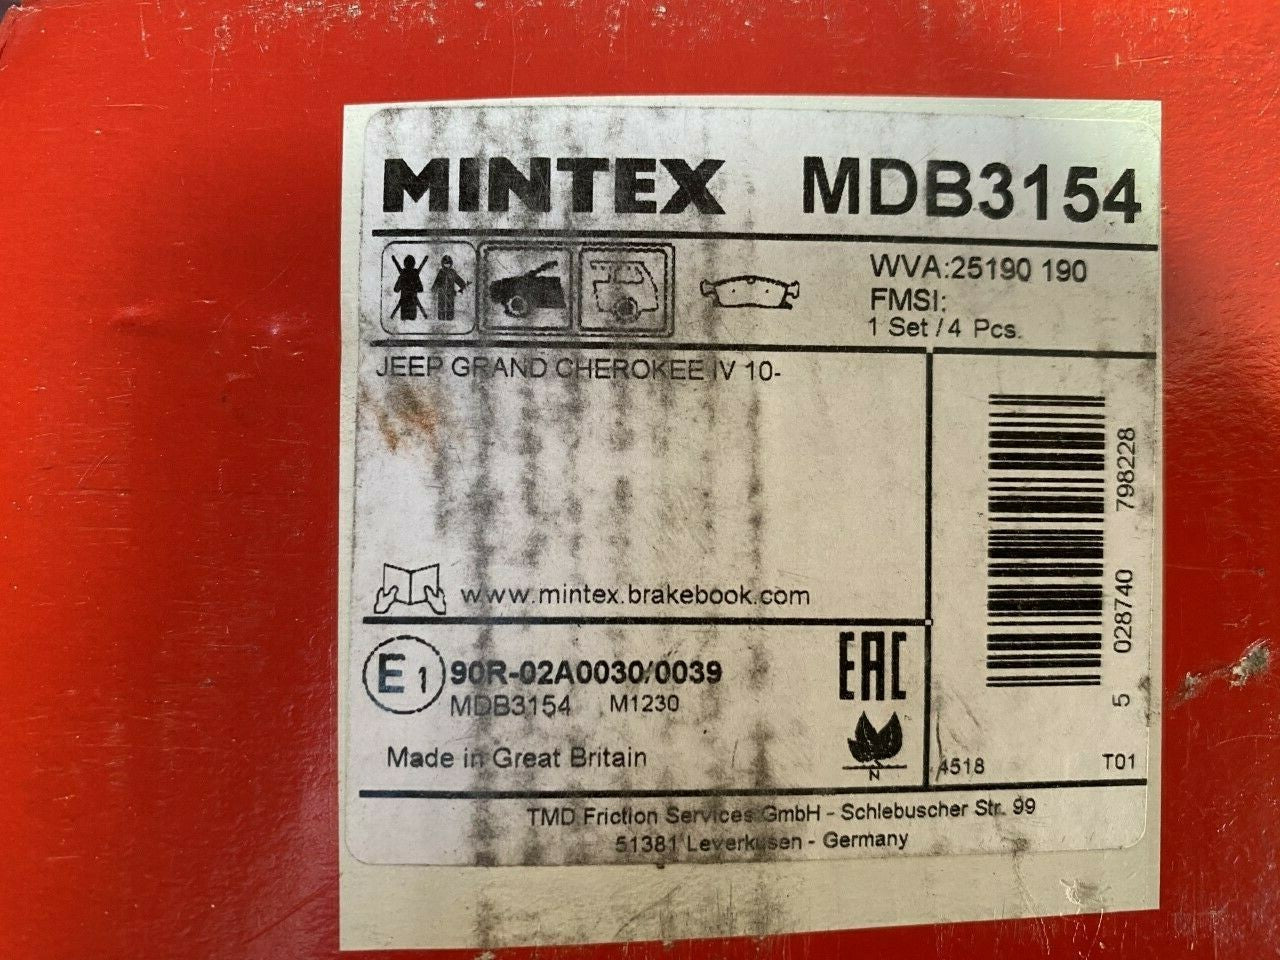 MINTEX MDB3154
WVA:25190 190
FMSI:
1 Set / 4 Pcs.
JEEP GRAND CHEROKEE IV 10-
www.mintex.brakebook.com
E1 90R-02A0030/0039
MDB3154 M1230
EAC
Made in Great Britain
N
5 028740 798228
4518 T01
TMD Friction Services GmbH - Schlebuscher Str. 99
51381 Leverkusen - Germany